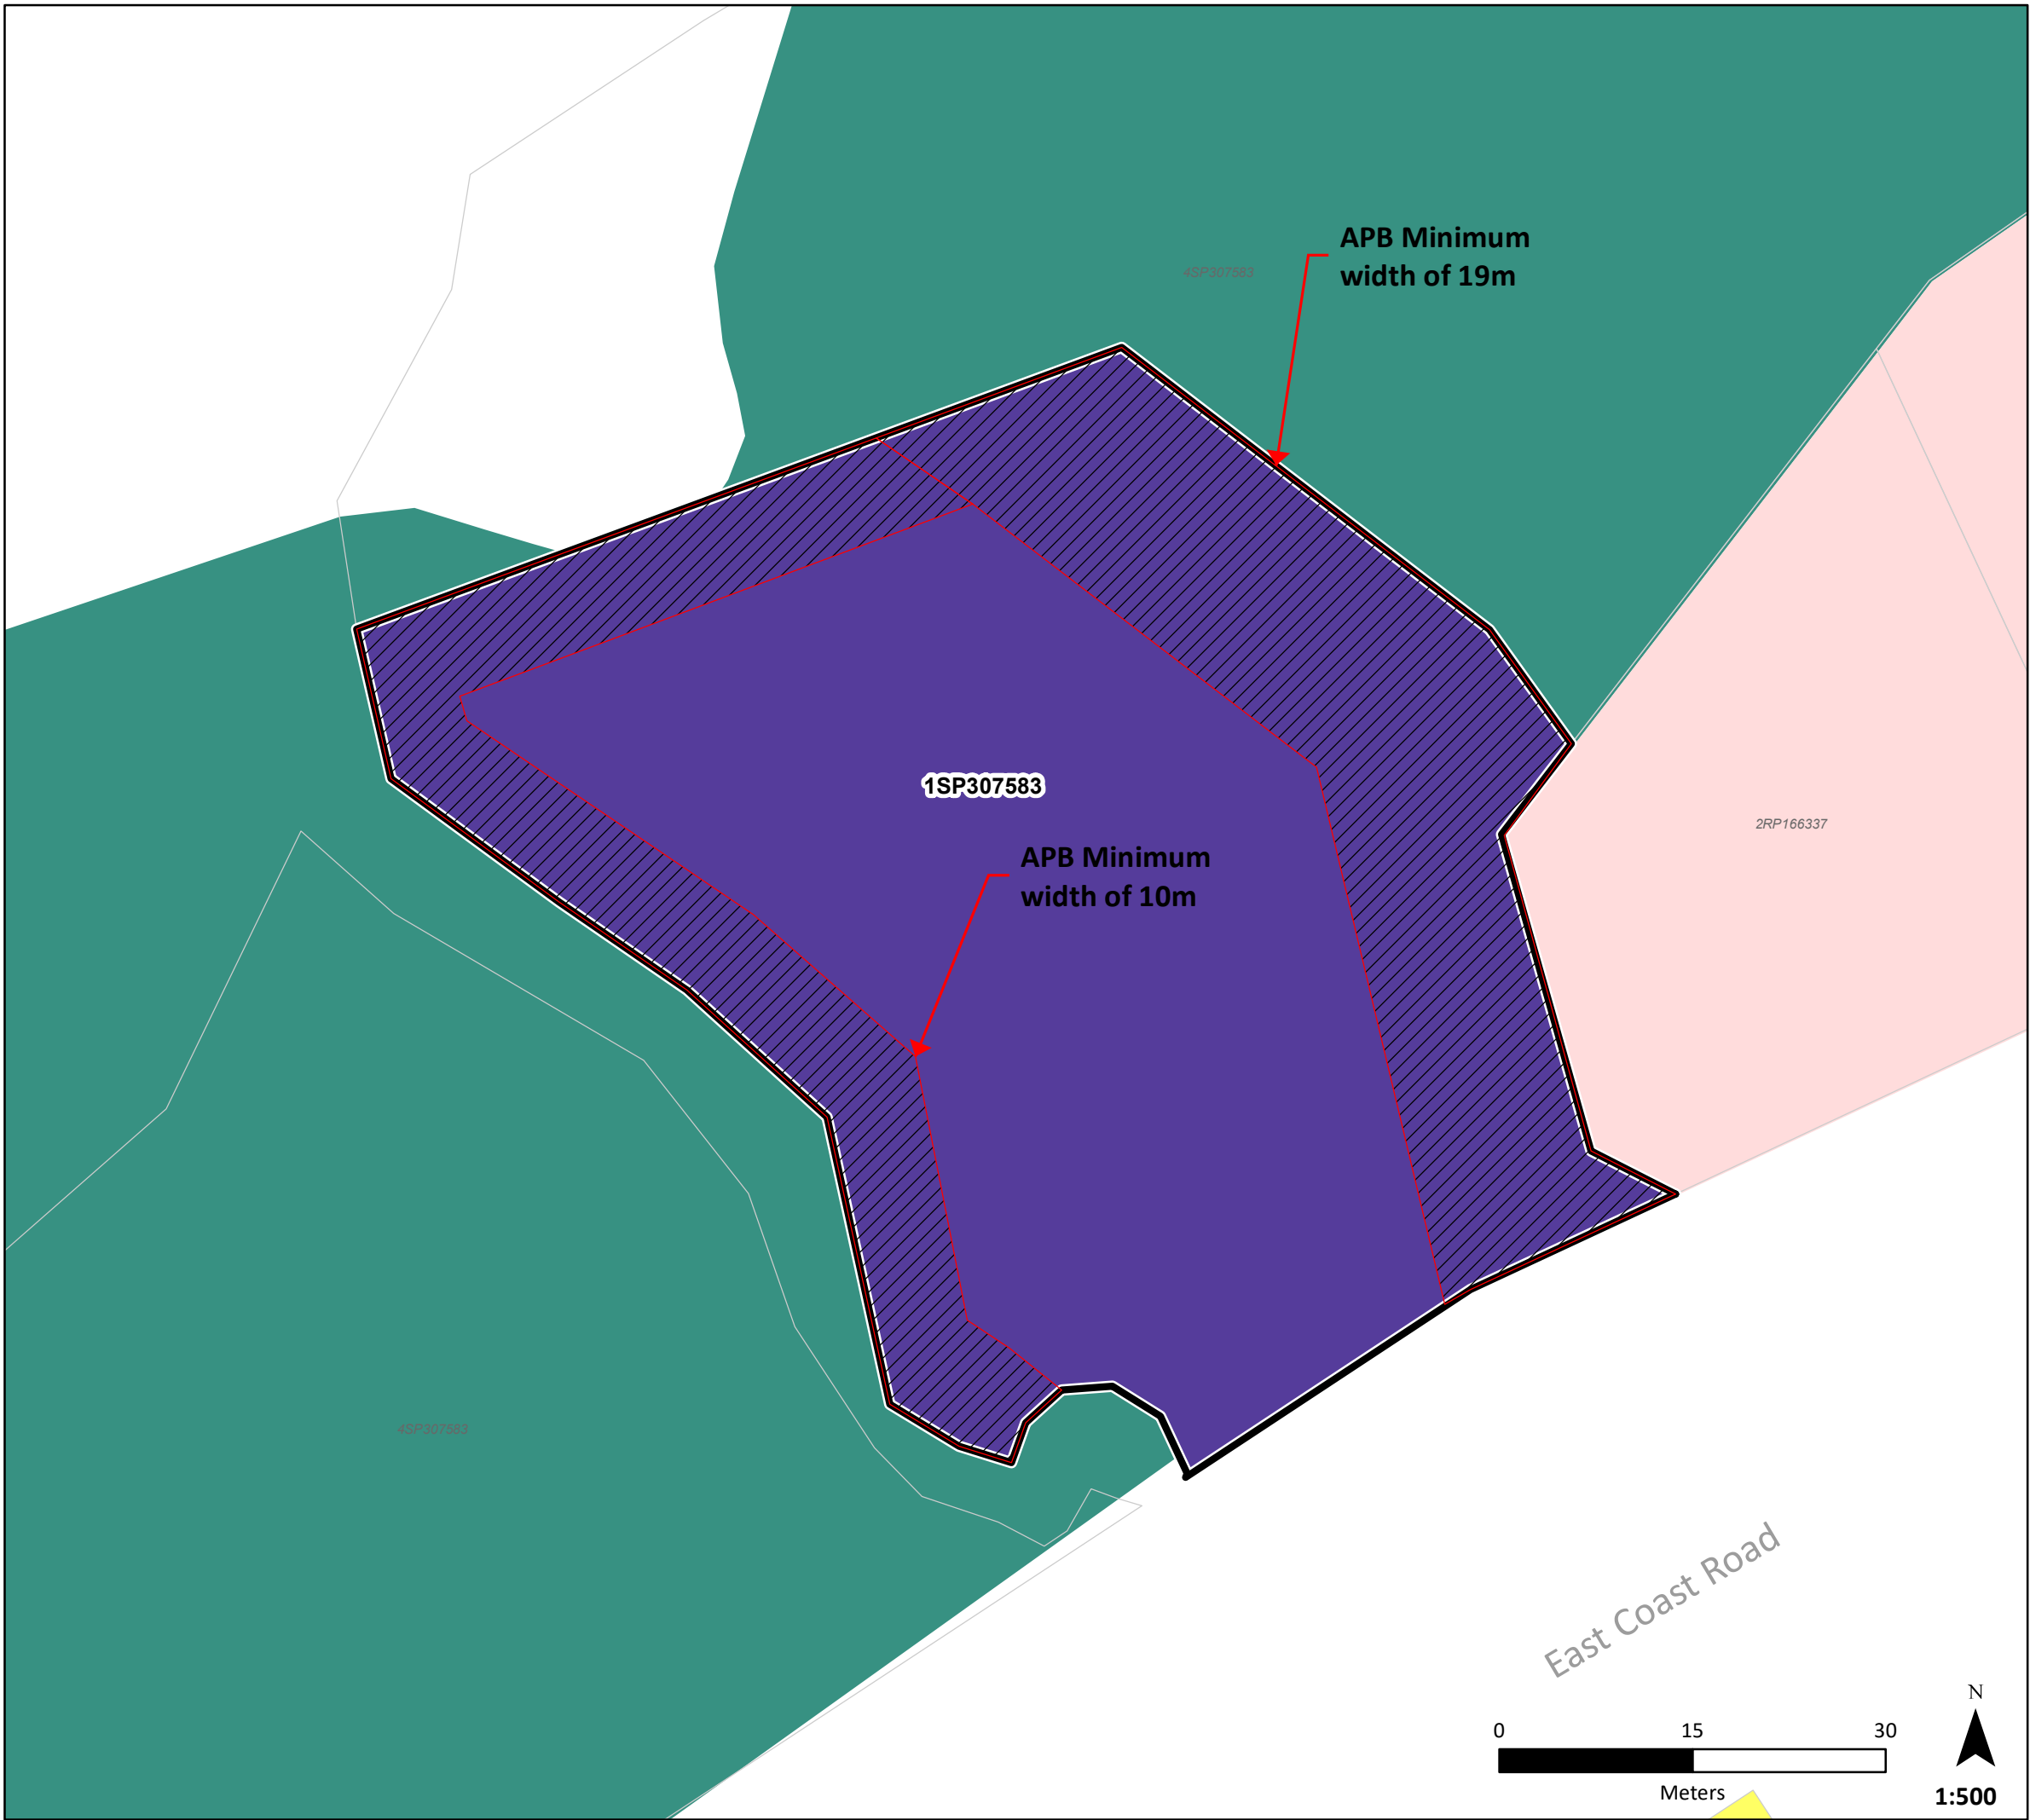 APB Minimum
width of 19m
4SP307583
1SP307583
2RP166337
APB Minimum
width of 10m
4SP307583
East Coast Road
N
0 15 30
Meters
1:500